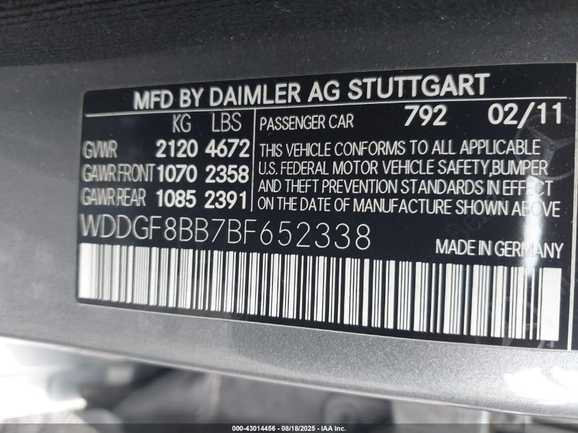 MFD BY DAIMLER AG STUTTGART
KG LBS
GVWR 2120 4672
GAWR FRONT 1070 2358
GAWR REAR 1085 2391
PASSENGER CAR 792 02/11
THIS VEHICLE CONFORMS TO ALL APPLICABLE
U.S. FEDERAL MOTOR VEHICLE SAFETY,BUMPER
AND THEFT PREVENTION STANDARDS IN EFFECT
ON THE DATE OF MANUFACTURE SHOWN ABOVE
WDDGF8BB7BF652338
MADE IN GERMANY
000-43014456 - 08/18/2025 - IAA Inc.